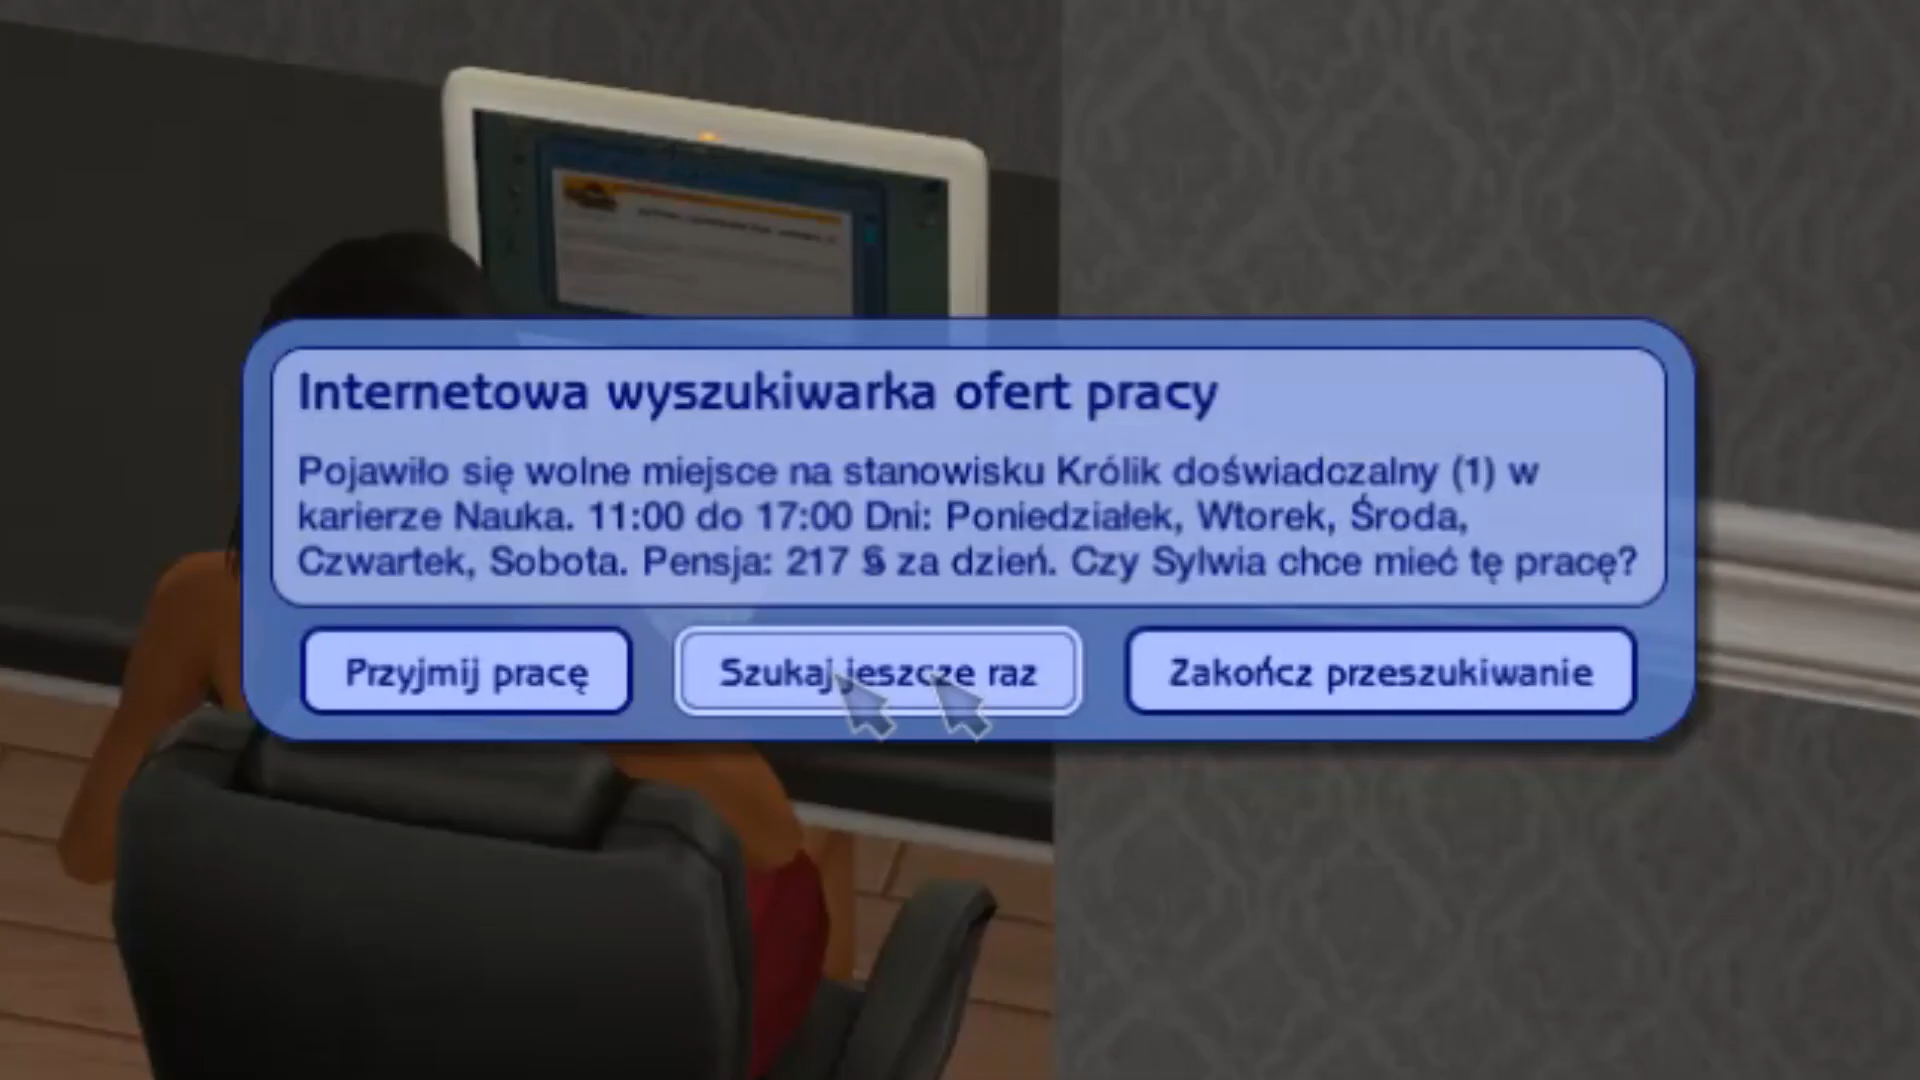 Internetowa wyszukiwarka ofert pracy
Pojawiło się wolne miejsce na stanowisku Królik doświadczalny (1) w
karierze Nauka. 11:00 do 17:00 Dni: Poniedziałek, Wtorek, Środa,
Czwartek, Sobota. Pensja: 217 § za dzień. Czy Sylwia chce mieć tę pracę?
Przyjmij pracę
Szukaj jeszcze raz
Zakończ przeszukiwanie